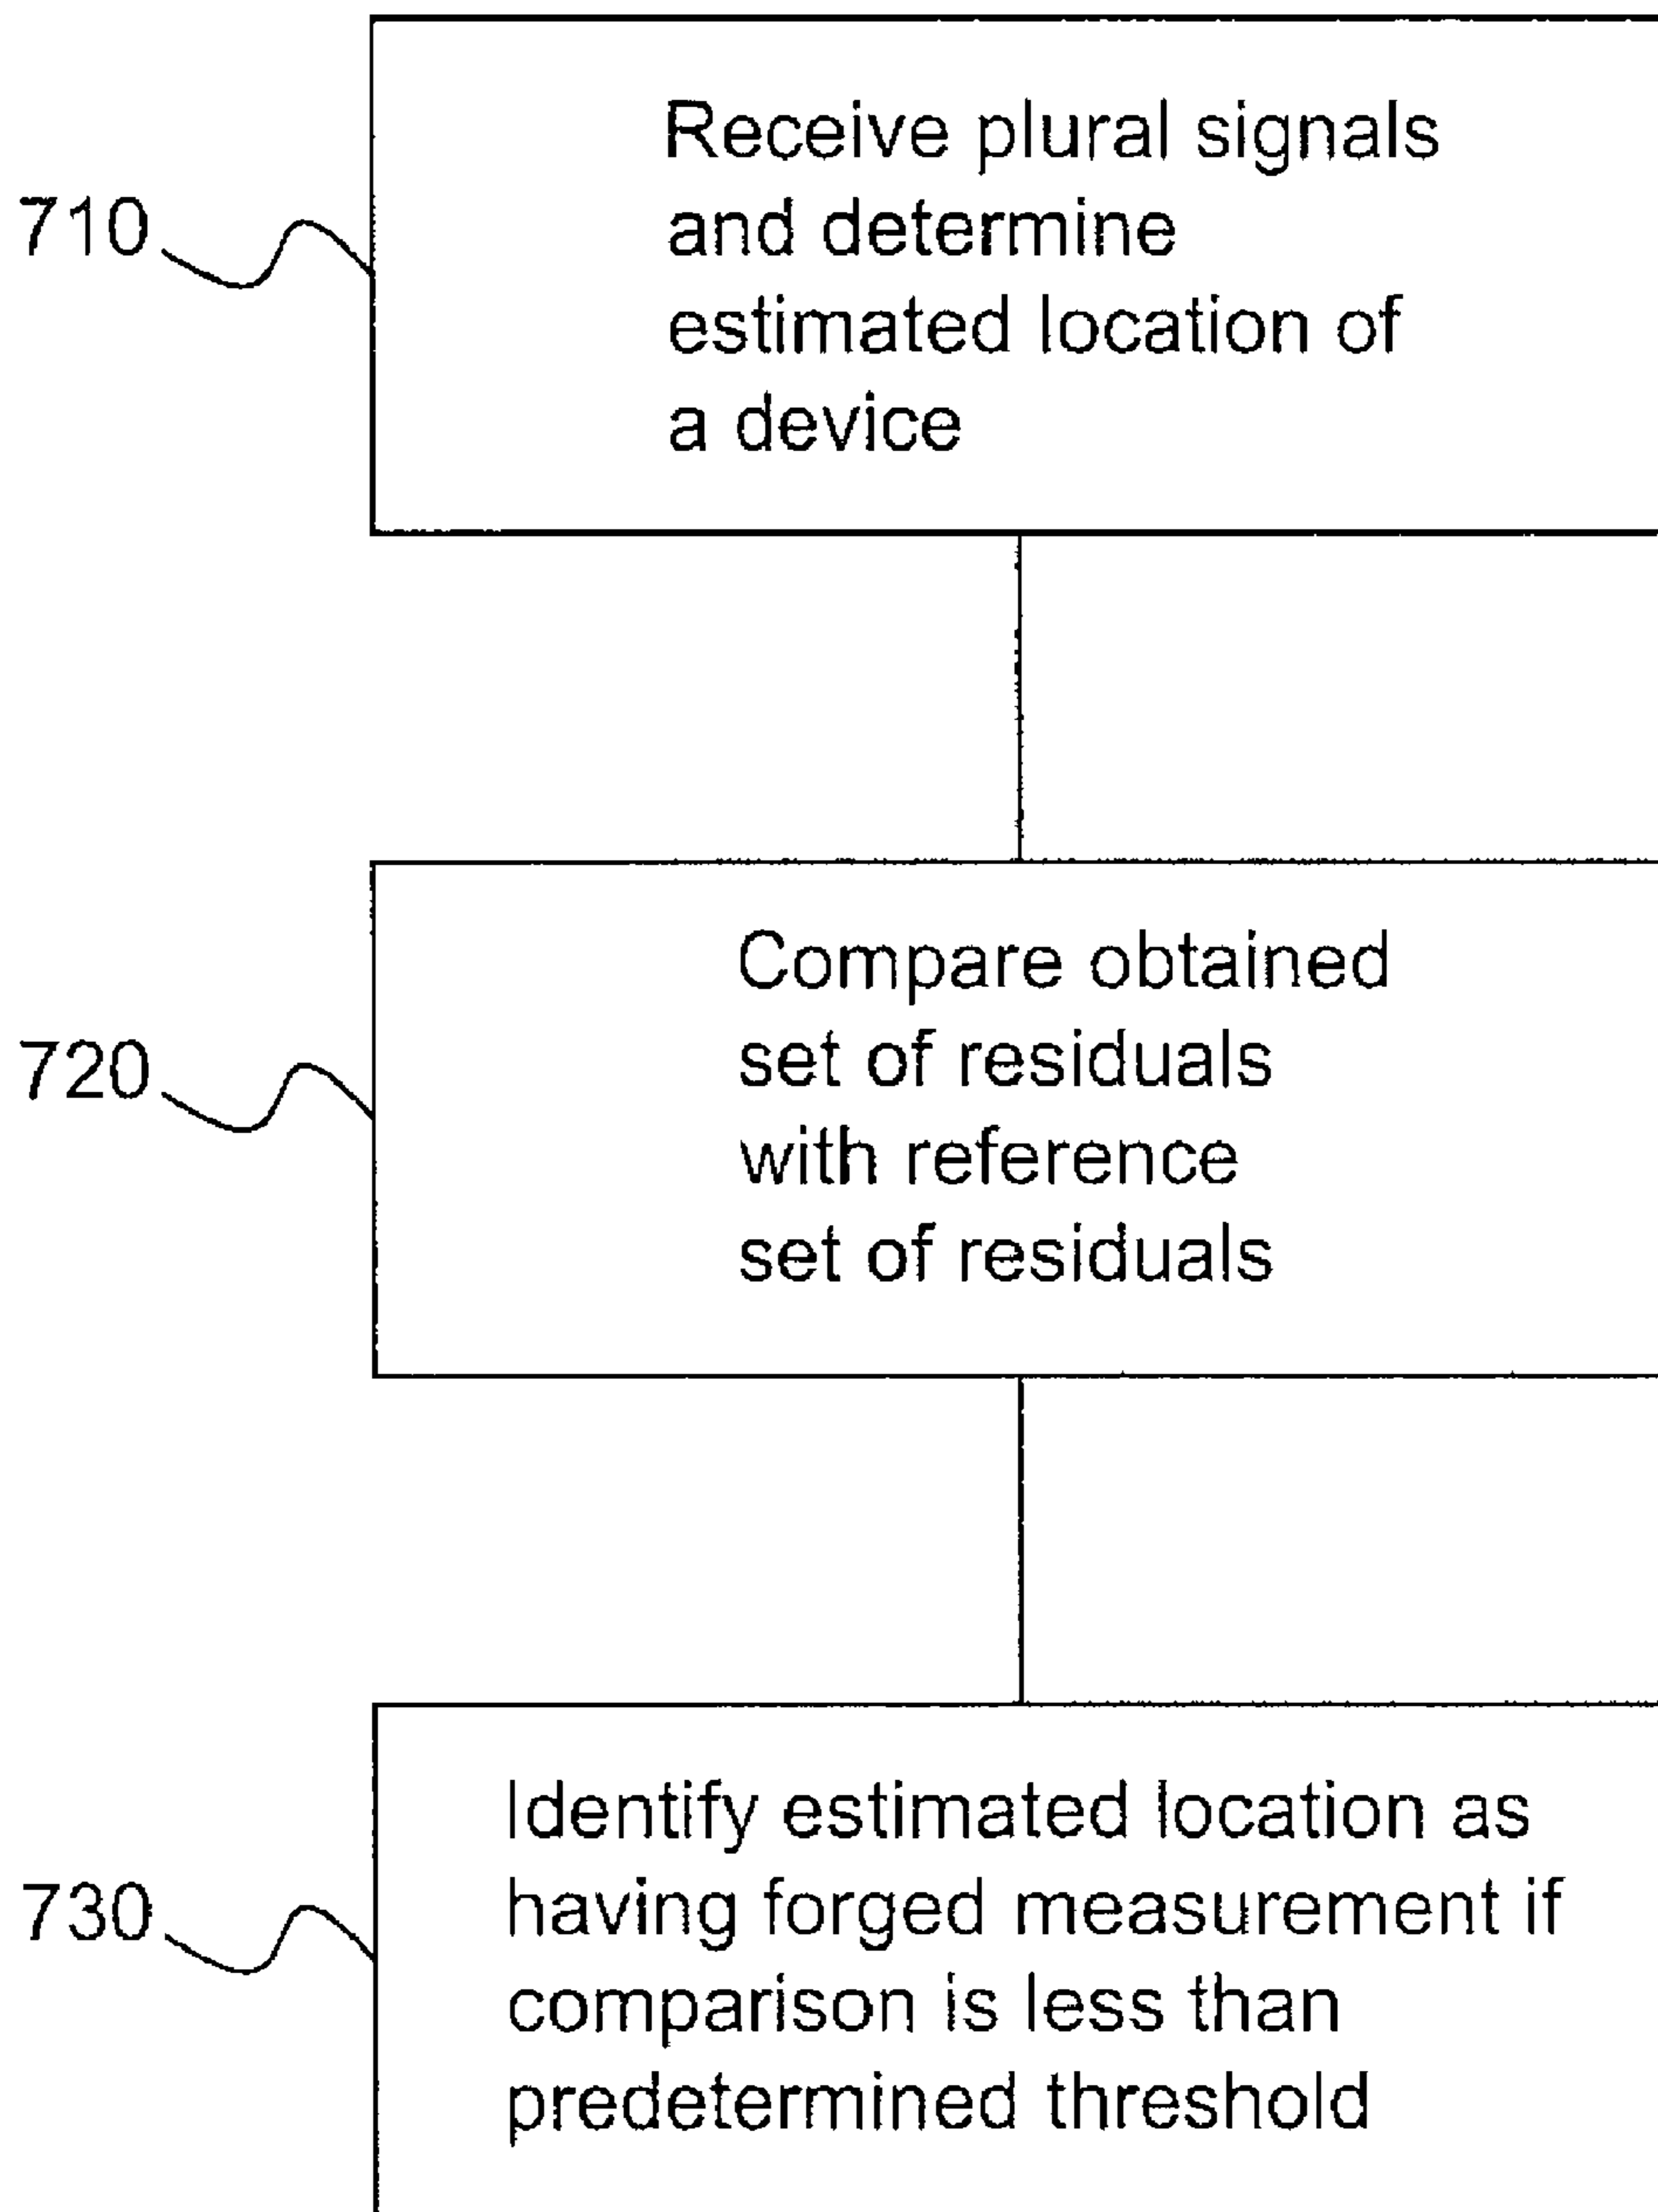 710
Receive plural signals
and determine
estimated location of
a device
720
Compare obtained
set of residuals
with reference
set of residuals
730
Identify estimated location as
having forged measurement if
comparison is less than
predetermined threshold